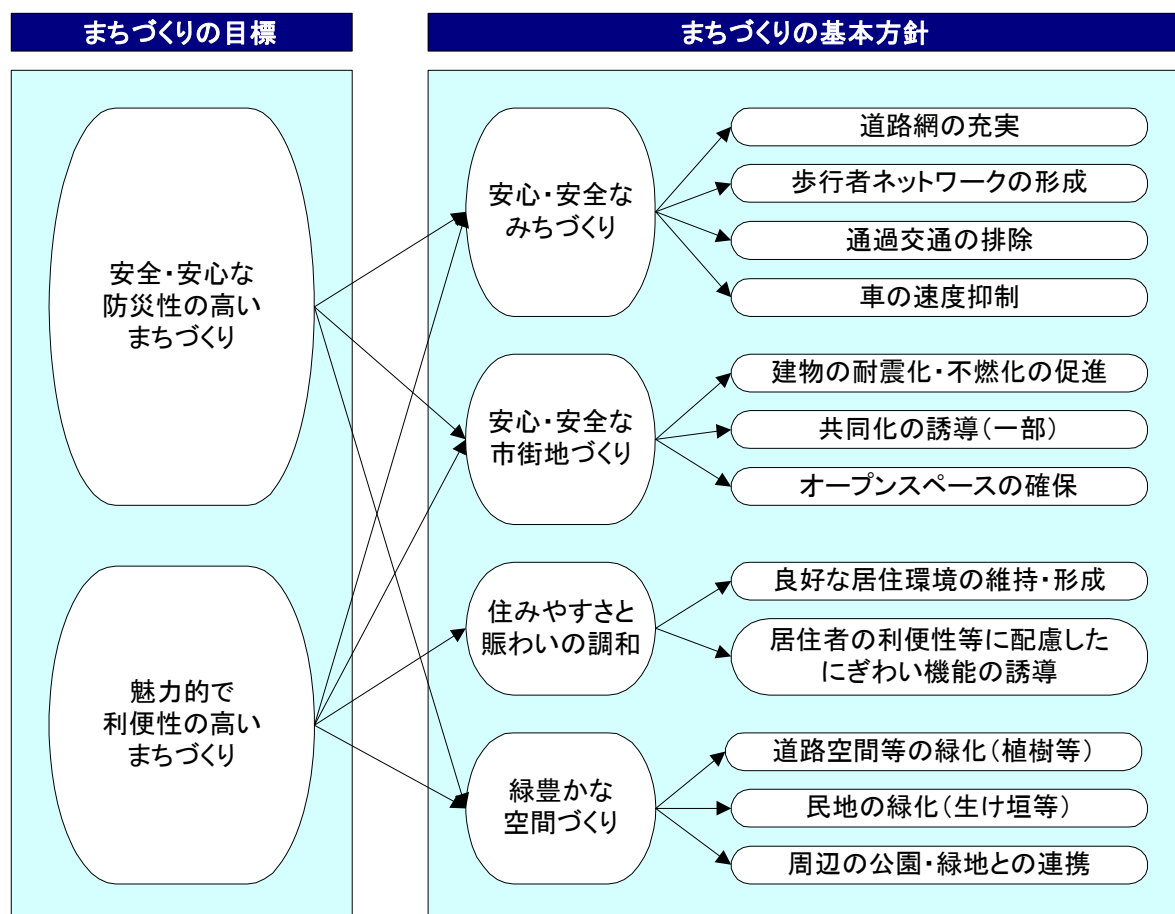 まちづくりの目標
まちづくりの基本方針
安全・安心な
防災性の高い
まちづくり
魅力的で
利便性の高い
まちづくり
安心・安全な
みちづくり
道路網の充実
歩行者ネットワークの形成
通過交通の排除
車の速度抑制
安心・安全な
市街地づくり
建物の耐震化・不燃化の促進
共同化の誘導（一部）
オープンスペースの確保
住みやすさと
賑わいの調和
良好な居住環境の維持・形成
居住者の利便性等に配慮した
にぎわい機能の誘導
緑豊かな
空間づくり
道路空間等の緑化（植樹等）
民地の緑化（生け垣等）
周辺の公園・緑地との連携